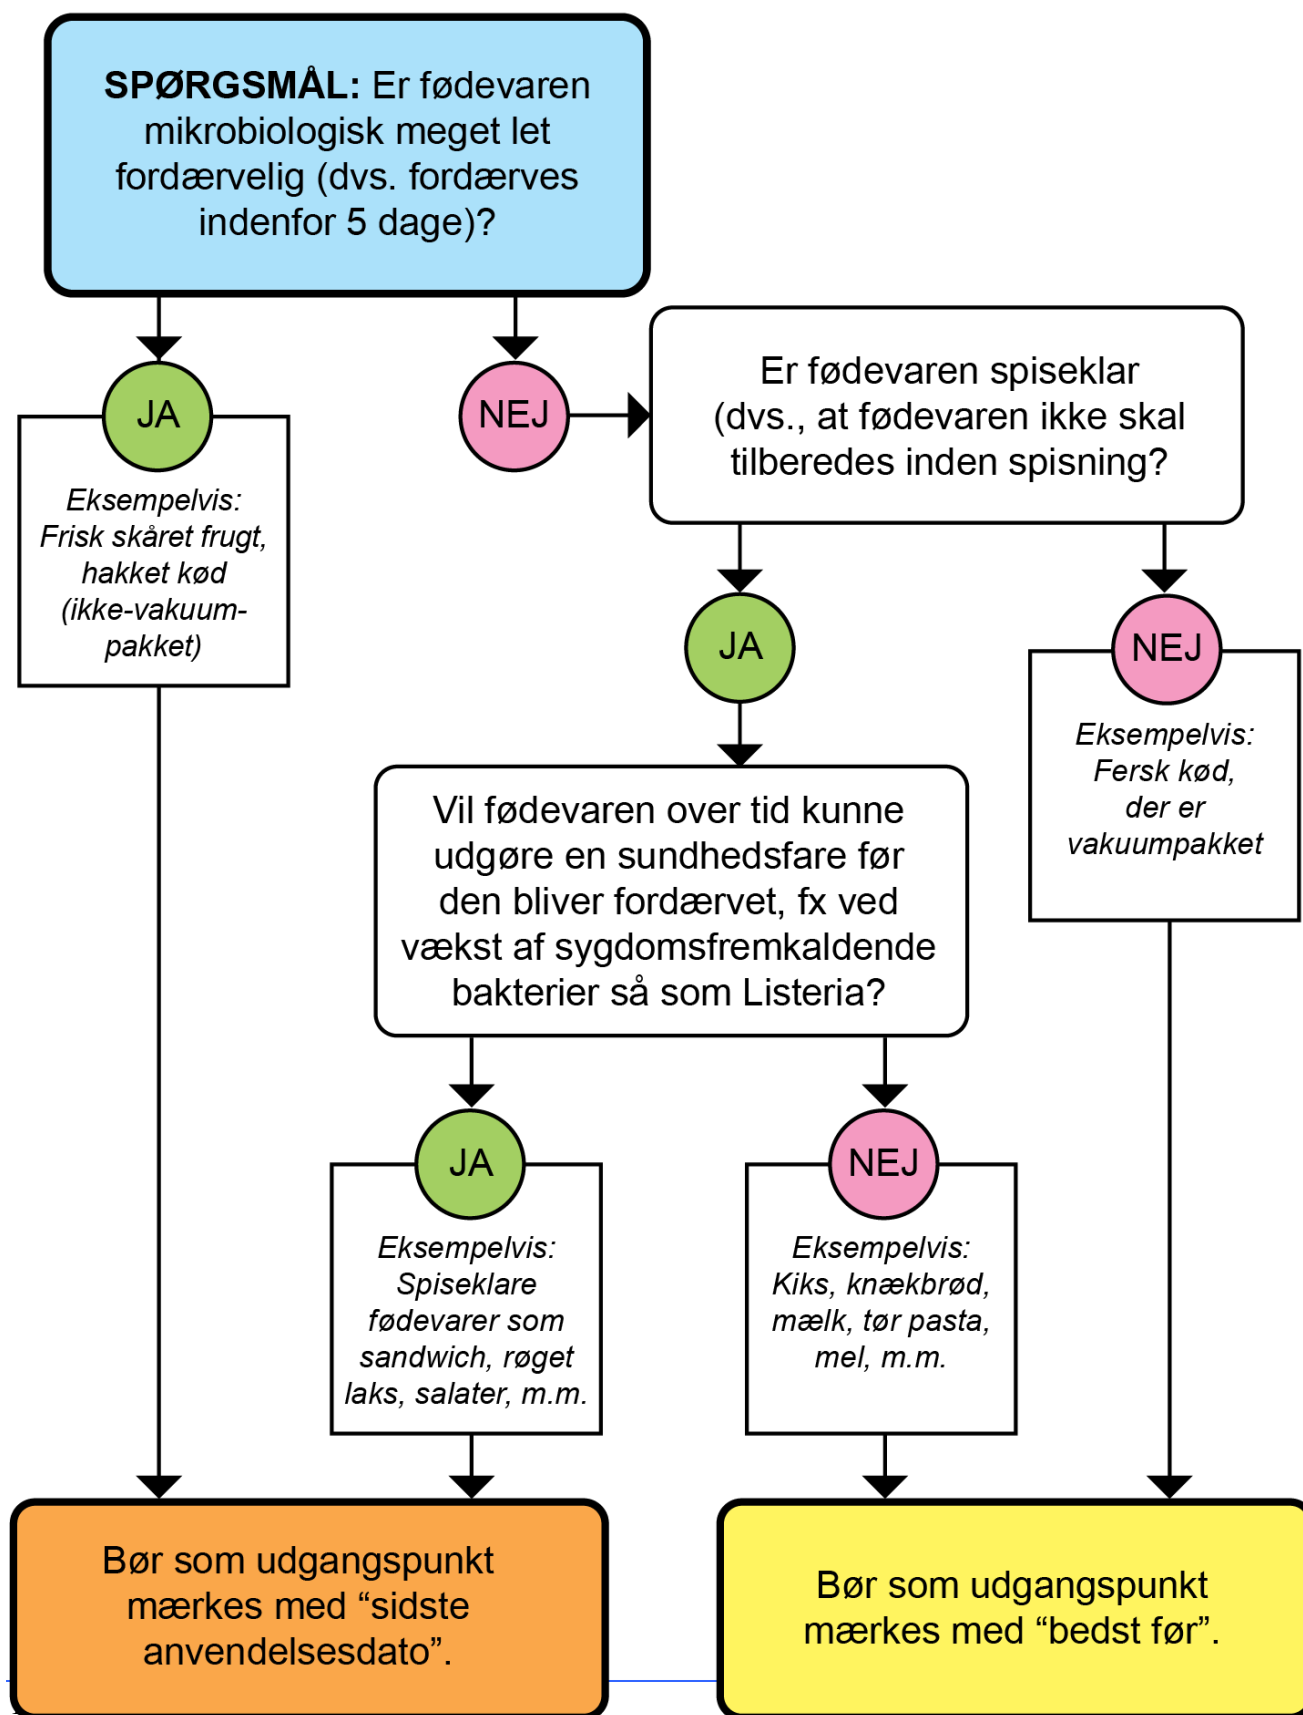 SPØRGSMÅL: Er fødevaren
mikrobiologisk meget let
fordærvelig (dvs. fordærves
indenfor 5 dage)?
JA
NEJ
Eksempelvis:
Frisk skåret frugt,
hakket kød
(ikke-vakuum-
pakket)
Er fødevaren spiseklar
(dvs., at fødevaren ikke skal
tilberedes inden spisning?
JA
NEJ
Eksempelvis:
Fersk kød,
der er
vakuumpakket
Vil fødevaren over tid kunne
udgøre en sundhedsfare før
den bliver fordærvet, fx ved
vækst af sygdomsfremkaldende
bakterier så som Listeria?
JA
NEJ
Eksempelvis:
Spiseklare
fødevarer som
sandwich, røget
laks, salater, m.m.
Eksempelvis:
Kiks, knækbrød,
mælk, tør pasta,
mel, m.m.
Bør som udgangspunkt
mærkes med “sidste
anvendelsesdato”.
Bør som udgangspunkt
mærkes med “bedst før”.